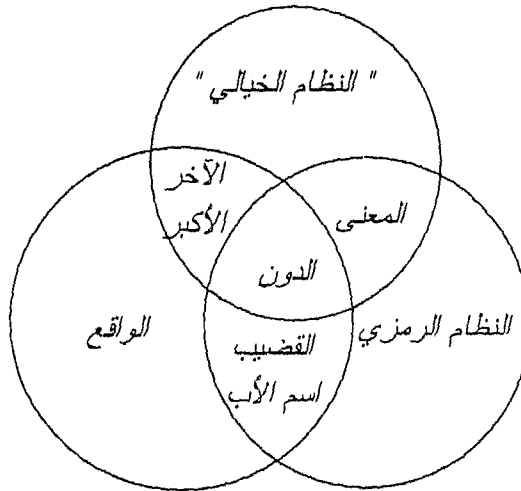 " النظام الخيالي "
الآخر
الأكبر
المعنى
الدون
الواقع
النظام الرمزي
القضيب
اسم الأب